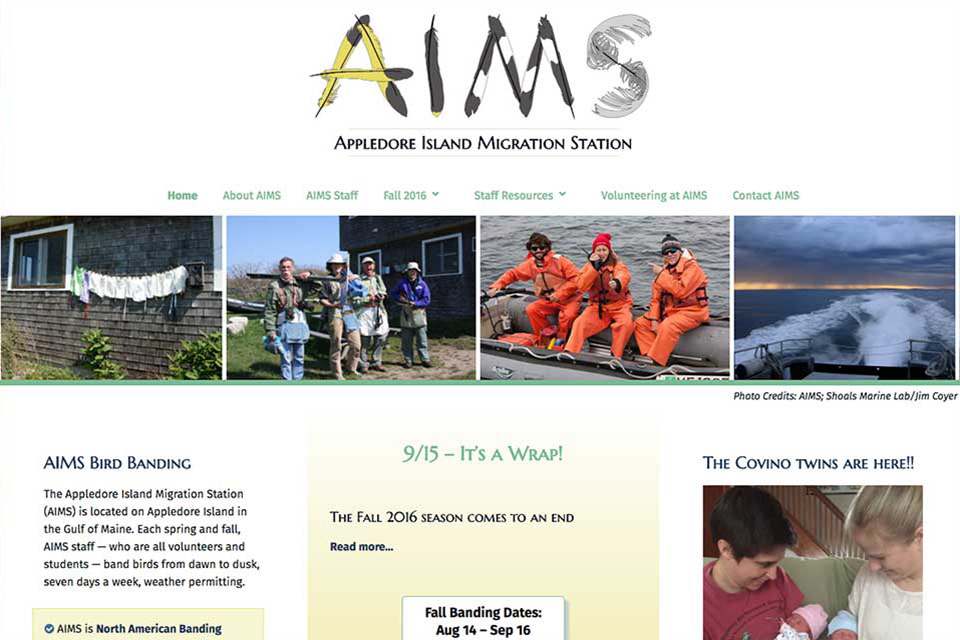 AIMS
Appledore Island Migration Station
Home About AIMS AIMS Staff Fall 2016 Staff Resources Volunteering at AIMS Contact AIMS
Photo Credits: AIMS; Shoals Marine Lab/Jim Coyer
AIMS Bird Banding
The Appledore Island Migration Station
(AIMS) is located on Appledore Island in
the Gulf of Maine. Each spring and fall,
AIMS staff — who are all volunteers and
students — band birds from dawn to dusk,
seven days a week, weather permitting.
AIMS is North American Banding
9/15 – It's a Wrap!
The Fall 2016 season comes to an end
Read more...
Fall Banding Dates:
Aug 14 – Sep 16
The Covino twins are here!!